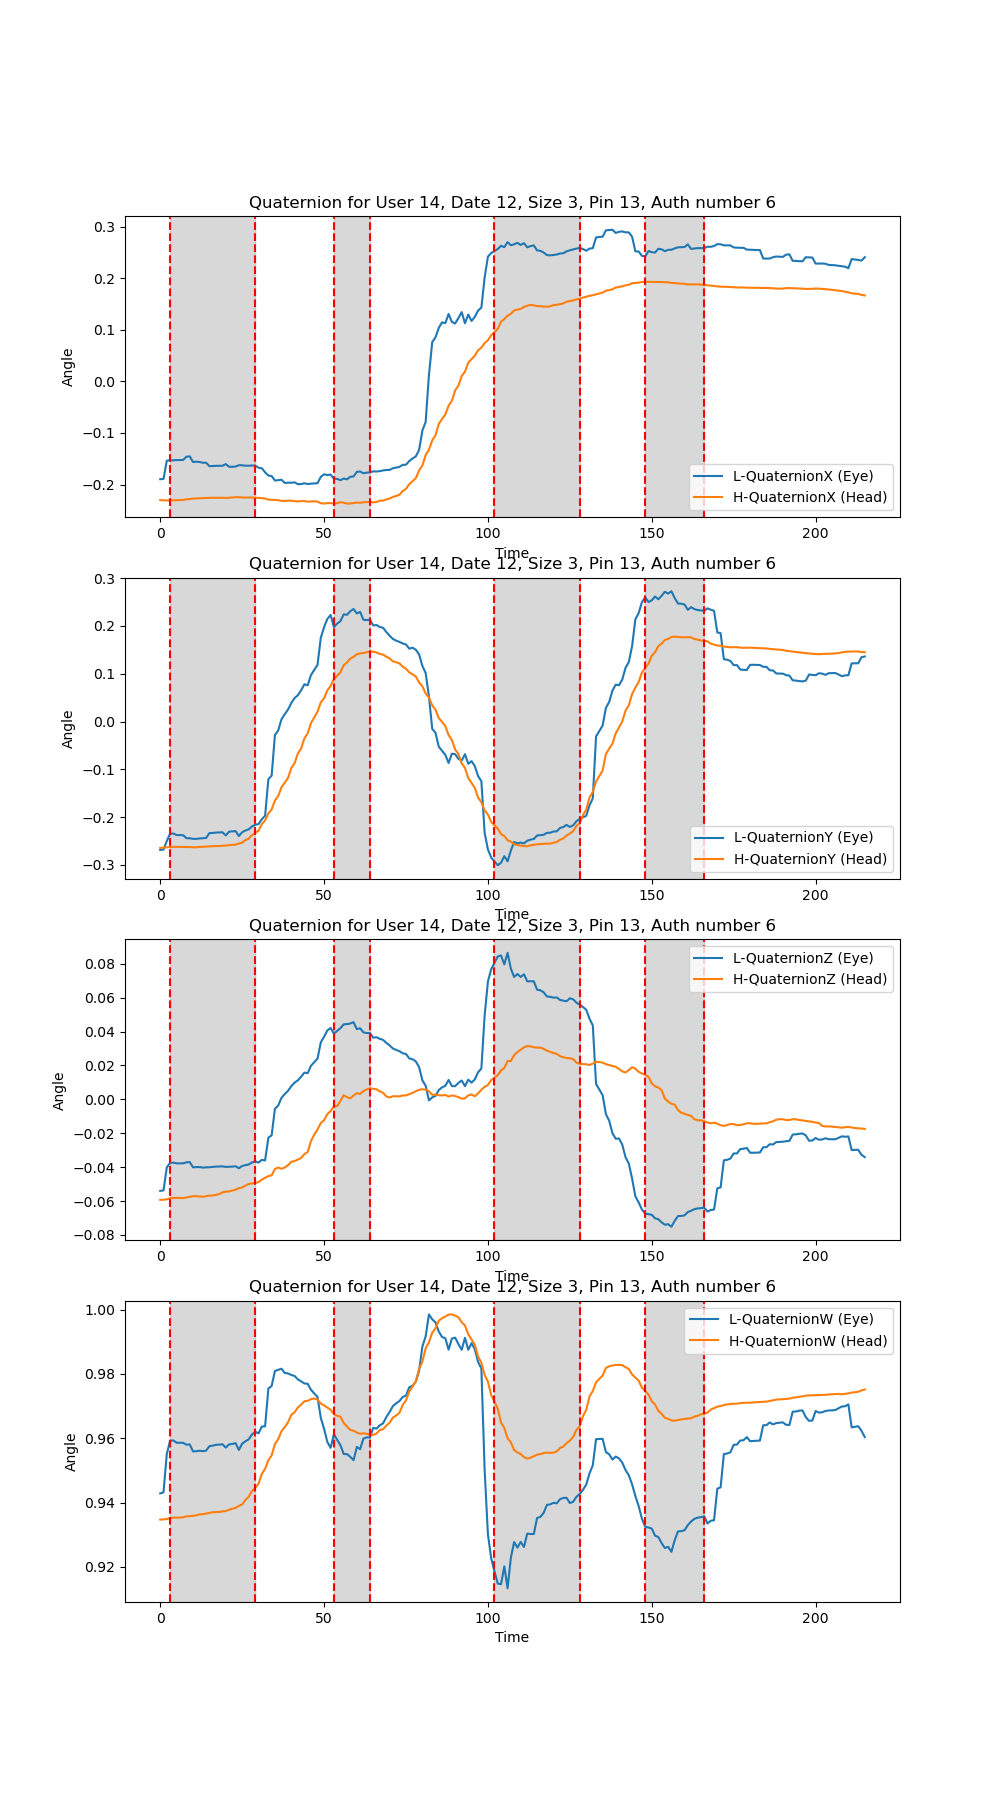 Quaternion for User 14, Date 12, Size 3, Pin 13, Auth number 6
0.3
0.2
0.1
0.0
−0.1
−0.2
Angle
L-QuaternionX (Eye)
H-QuaternionX (Head)
0 50 100 150 200
Time
Quaternion for User 14, Date 12, Size 3, Pin 13, Auth number 6
0.3
0.2
0.1
0.0
−0.1
−0.2
−0.3
Angle
L-QuaternionY (Eye)
H-QuaternionY (Head)
0 50 100 150 200
Time
Quaternion for User 14, Date 12, Size 3, Pin 13, Auth number 6
L-QuaternionZ (Eye)
H-QuaternionZ (Head)
0.08
0.06
0.04
0.02
0.00
−0.02
−0.04
−0.06
−0.08
Angle
0 50 100 150 200
Time
Quaternion for User 14, Date 12, Size 3, Pin 13, Auth number 6
L-QuaternionW (Eye)
H-QuaternionW (Head)
1.00
0.98
0.96
0.94
0.92
Angle
0 50 100 150 200
Time